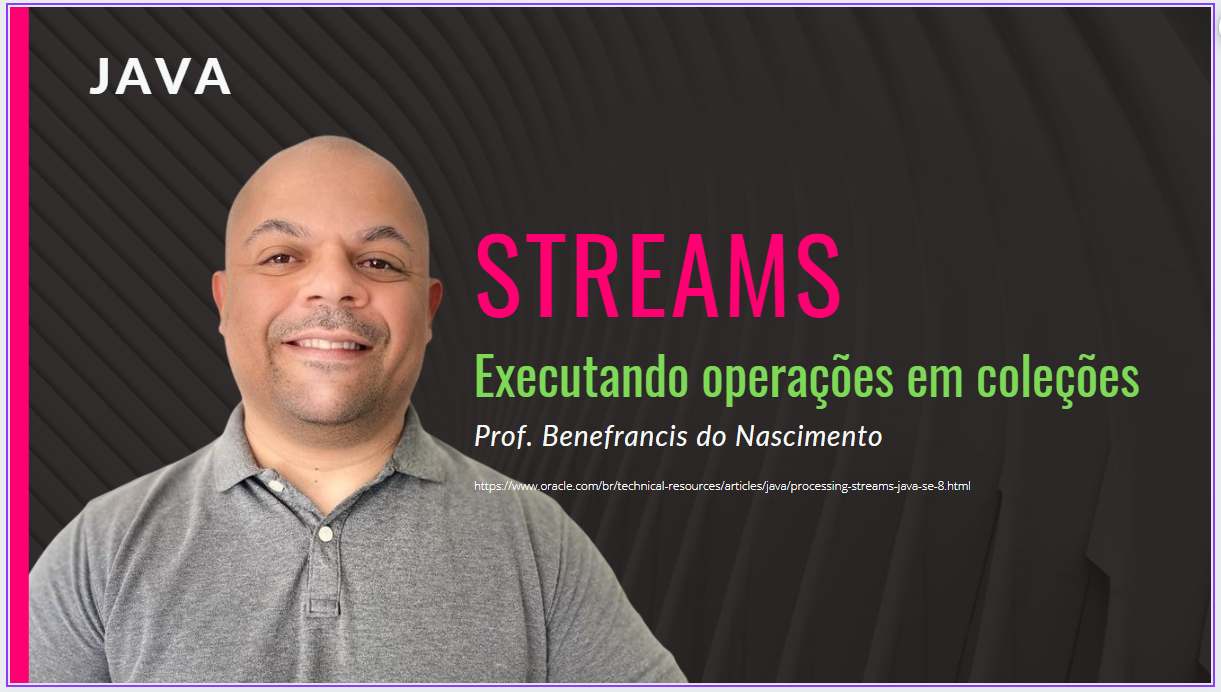 JAVA
STREAMS
Executando operações em coleções
Prof. Benefrancis do Nascimento
https://www.oracle.com/br/technical-resources/articles/java/processing-streams-java-se-8.html